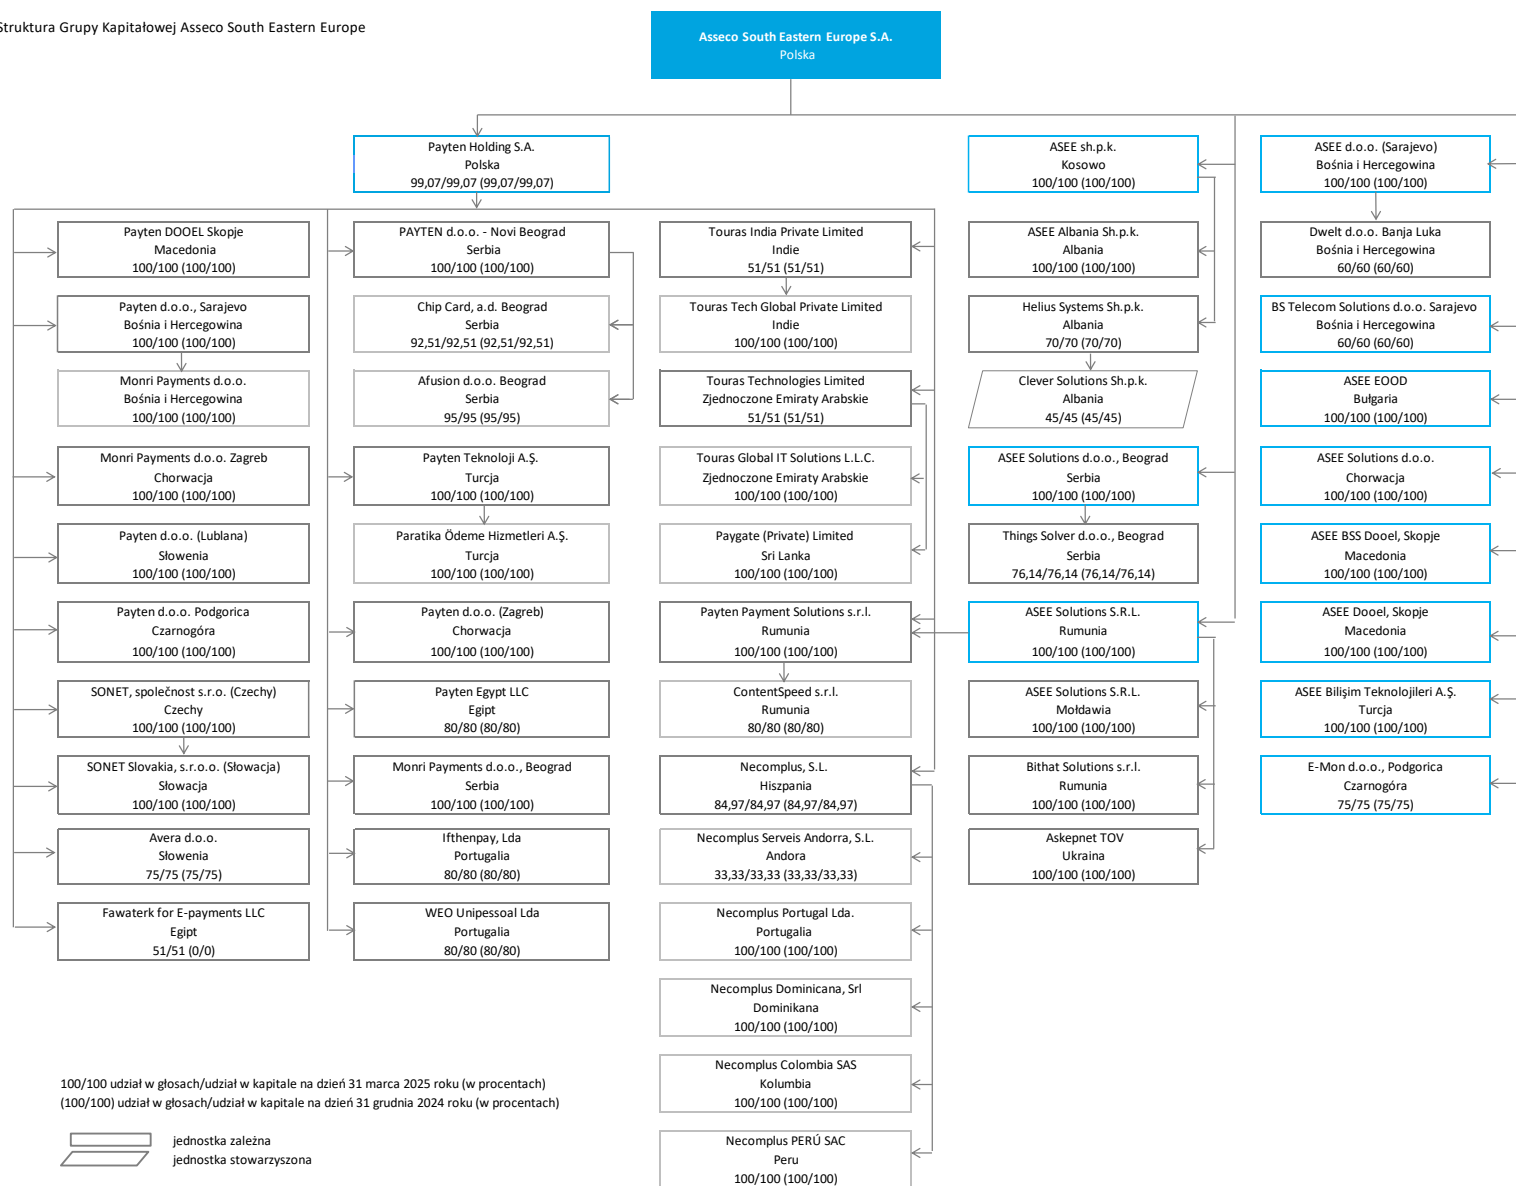 Struktura Grupy Kapitałowej Asseco South Eastern Europe
Asseco South Eastern Europe S.A.
Polska
Payten Holding S.A.
Polska
99,07/99,07 (99,07/99,07)
Payten DOOEL Skopje
Macedonia
100/100 (100/100)
Payten d.o.o., Sarajevo
Bośnia i Hercegowina
100/100 (100/100)
Monri Payments d.o.o.
Bośnia i Hercegowina
100/100 (100/100)
Monri Payments d.o.o. Zagreb
Chorwacja
100/100 (100/100)
Payten d.o.o. (Lublana)
Słowenia
100/100 (100/100)
Payten d.o.o. Podgorica
Czarnogóra
100/100 (100/100)
SONET, společnost s.r.o. (Czechy)
Czechy
100/100 (100/100)
SONET Slovakia, s.r.o.o. (Słowacja)
Słowacja
100/100 (100/100)
Avera d.o.o.
Słowenia
75/75 (75/75)
Fawaterk for E-payments LLC
Egipt
51/51 (0/0)
PAYTEN d.o.o. - Novi Beograd
Serbia
100/100 (100/100)
Chip Card, a.d. Beograd
Serbia
92,51/92,51 (92,51/92,51)
Afusion d.o.o. Beograd
Serbia
95/95 (95/95)
Payten Teknoloji A.Ş.
Turcja
100/100 (100/100)
Paratika Ödeme Hizmetleri A.Ş.
Turcja
100/100 (100/100)
Payten d.o.o. (Zagreb)
Chorwacja
100/100 (100/100)
Payten Egypt LLC
Egipt
80/80 (80/80)
Monri Payments d.o.o., Beograd
Serbia
100/100 (100/100)
Ifthenpay, Lda
Portugalia
80/80 (80/80)
WEO Unipessoal Lda
Portugalia
80/80 (80/80)
Touras India Private Limited
Indie
51/51 (51/51)
Touras Tech Global Private Limited
Indie
100/100 (100/100)
Touras Technologies Limited
Zjednoczone Emiraty Arabskie
51/51 (51/51)
Touras Global IT Solutions L.L.C.
Zjednoczone Emiraty Arabskie
100/100 (100/100)
Paygate (Private) Limited
Sri Lanka
100/100 (100/100)
Payten Payment Solutions s.r.l.
Rumunia
100/100 (100/100)
ContentSpeed s.r.l.
Rumunia
80/80 (80/80)
Necomplus, S.L.
Hiszpania
84,97/84,97 (84,97/84,97)
Necomplus Serveis Andorra, S.L.
Andora
33,33/33,33 (33,33/33,33)
Necomplus Portugal Lda.
Portugalia
100/100 (100/100)
Necomplus Dominicana, Srl
Dominikana
100/100 (100/100)
Necomplus Colombia SAS
Kolumbia
100/100 (100/100)
Necomplus PERÚ SAC
Peru
100/100 (100/100)
ASEE sh.p.k.
Kosowo
100/100 (100/100)
ASEE Albania Sh.p.k.
Albania
100/100 (100/100)
Helius Systems Sh.p.k.
Albania
70/70 (70/70)
Clever Solutions Sh.p.k.
Albania
45/45 (45/45)
ASEE Solutions d.o.o., Beograd
Serbia
100/100 (100/100)
Things Solver d.o.o., Beograd
Serbia
76,14/76,14 (76,14/76,14)
ASEE Solutions S.R.L.
Rumunia
100/100 (100/100)
ASEE Solutions S.R.L.
Mołdawia
100/100 (100/100)
Bithat Solutions s.r.l.
Rumunia
100/100 (100/100)
Askepnet TOV
Ukraina
100/100 (100/100)
ASEE d.o.o. (Sarajevo)
Bośnia i Hercegowina
100/100 (100/100)
Dwelt d.o.o. Banja Luka
Bośnia i Hercegowina
60/60 (60/60)
BS Telecom Solutions d.o.o. Sarajevo
Bośnia i Hercegowina
60/60 (60/60)
ASEE EOOD
Bułgaria
100/100 (100/100)
ASEE Solutions d.o.o.
Chorwacja
100/100 (100/100)
ASEE BSS Dooel, Skopje
Macedonia
100/100 (100/100)
ASEE Dooel, Skopje
Macedonia
100/100 (100/100)
ASEE Bilişim Teknolojileri A.Ş.
Turcja
100/100 (100/100)
E-Mon d.o.o., Podgorica
Czarnogóra
75/75 (75/75)
100/100 udział w głosach/udział w kapitale na dzień 31 marca 2025 roku (w procentach)
(100/100) udział w głosach/udział w kapitale na dzień 31 grudnia 2024 roku (w procentach)
jednostka zależna
jednostka stowarzyszona